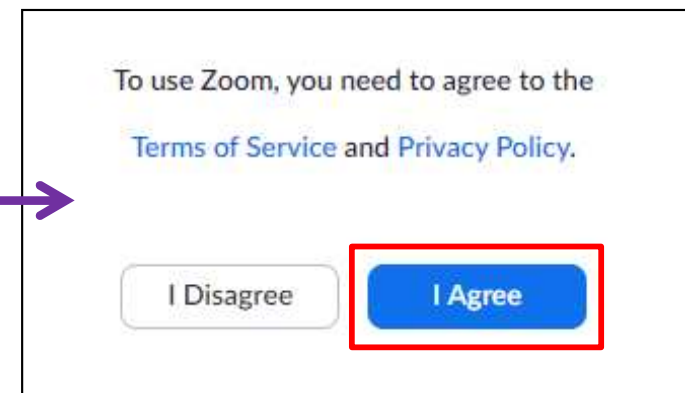 To use Zoom, you need to agree to the
Terms of Service and Privacy Policy.
I Disagree
I Agree